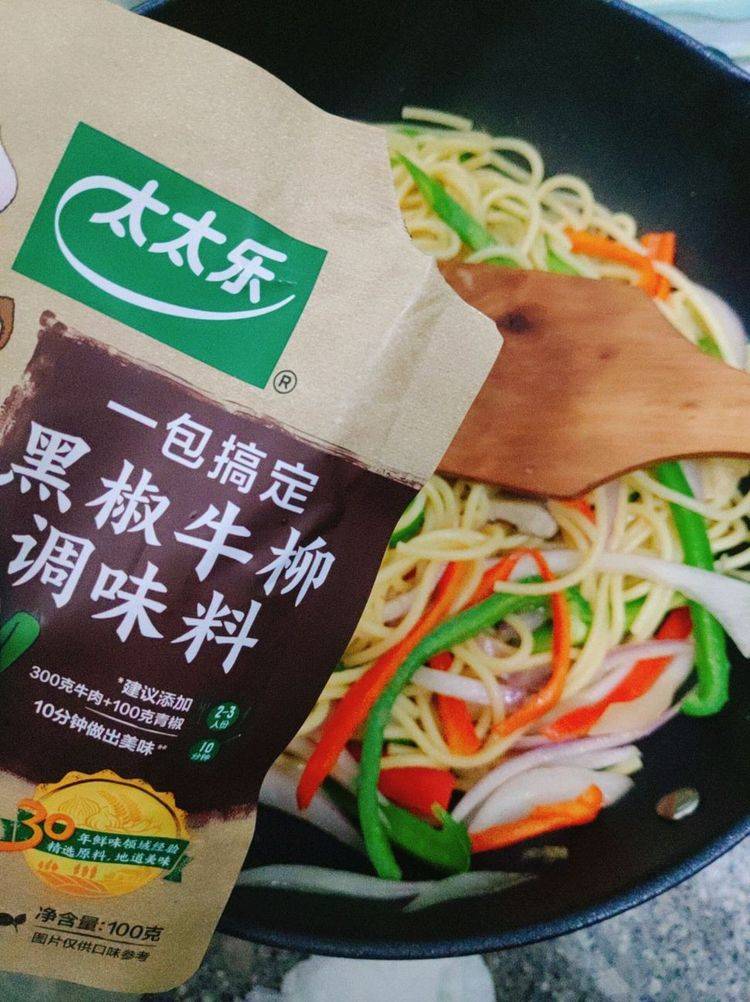 太太乐
®
一包搞定
黑椒牛柳
调味料
*建议添加
300克牛肉+100克青椒
2-3
人份
10分钟做出美味**
10
分钟
30
年鲜味领域经验
精选原料,地道美味
净含量:100克
图片仅供口味参考